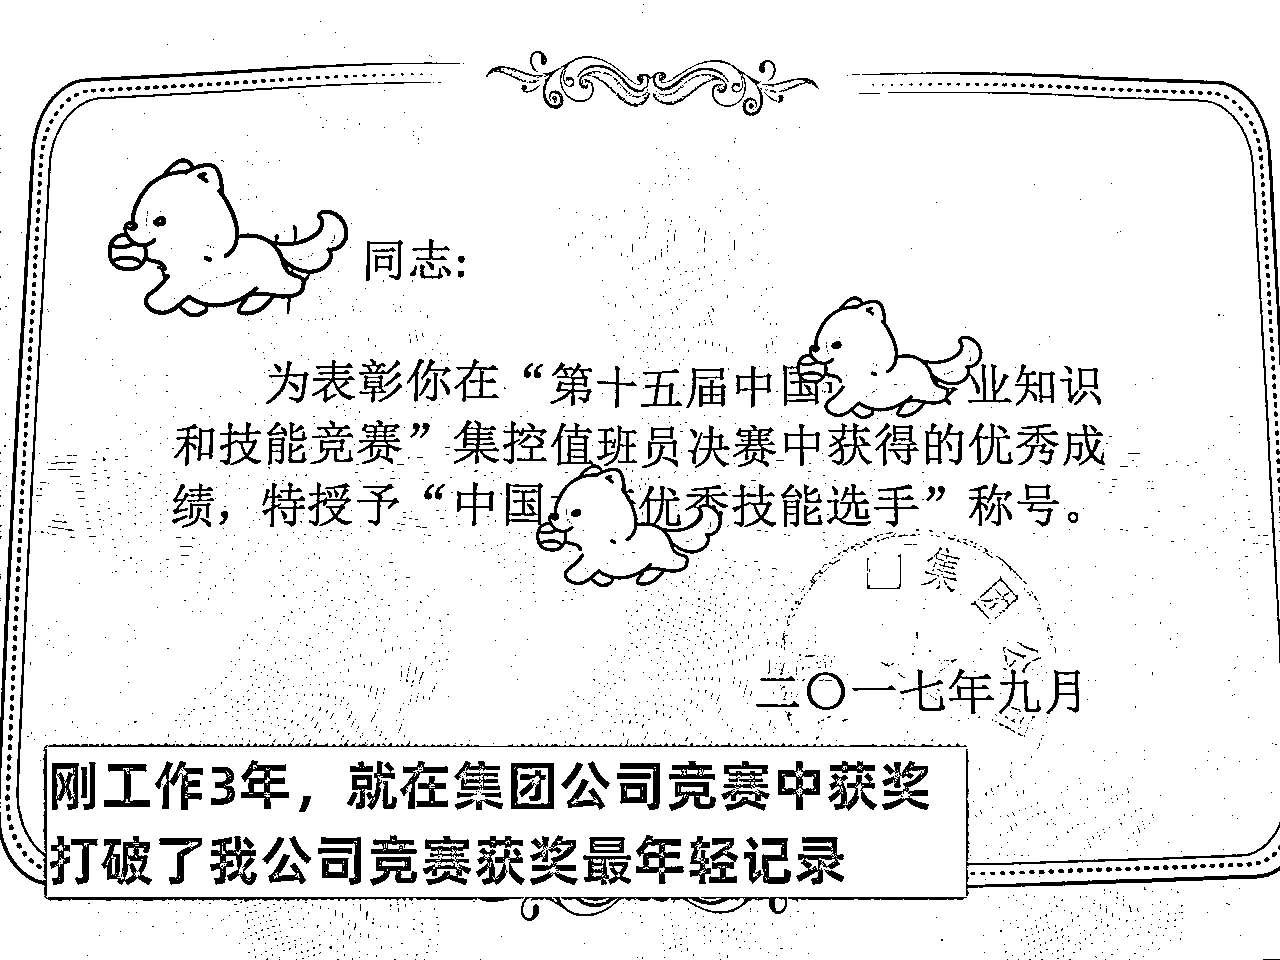 同志:
为表彰你在“第十五届中国 业知识
和技能竞赛”集控值班员决赛中获得的优秀成
绩，特授予“中国 优秀技能选手”称号。
集团公司
二〇一七年九月
刚工作3年，就在集团公司竞赛中获奖
打破了我公司竞赛获奖最年轻记录